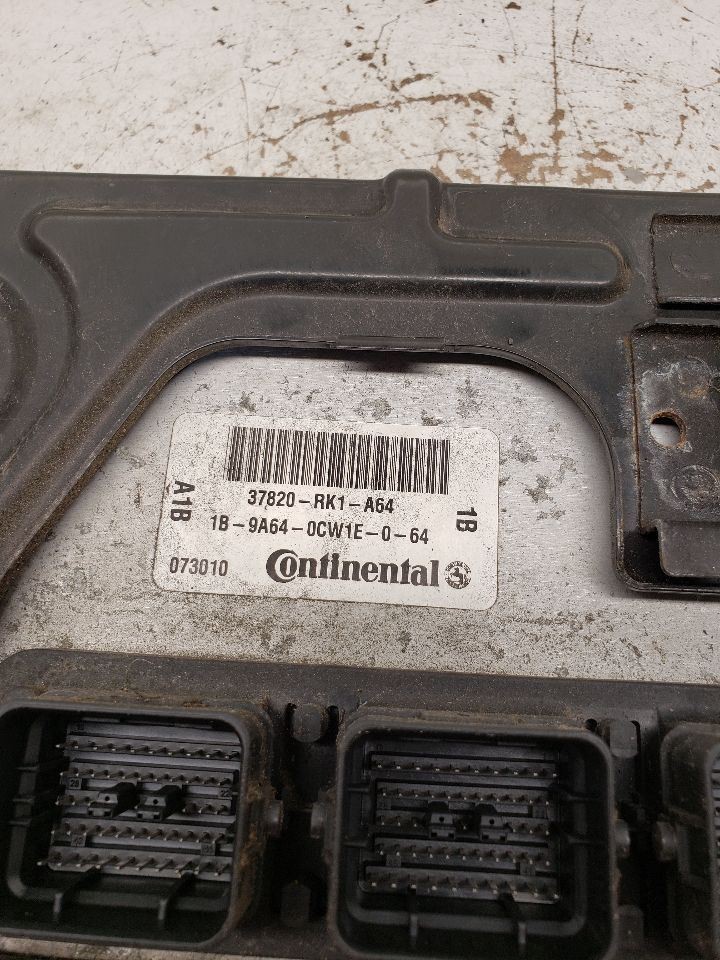 37820-RK1-A64
1B-9A64-0CW1E-0-64
A1B
1B
073010
Continental